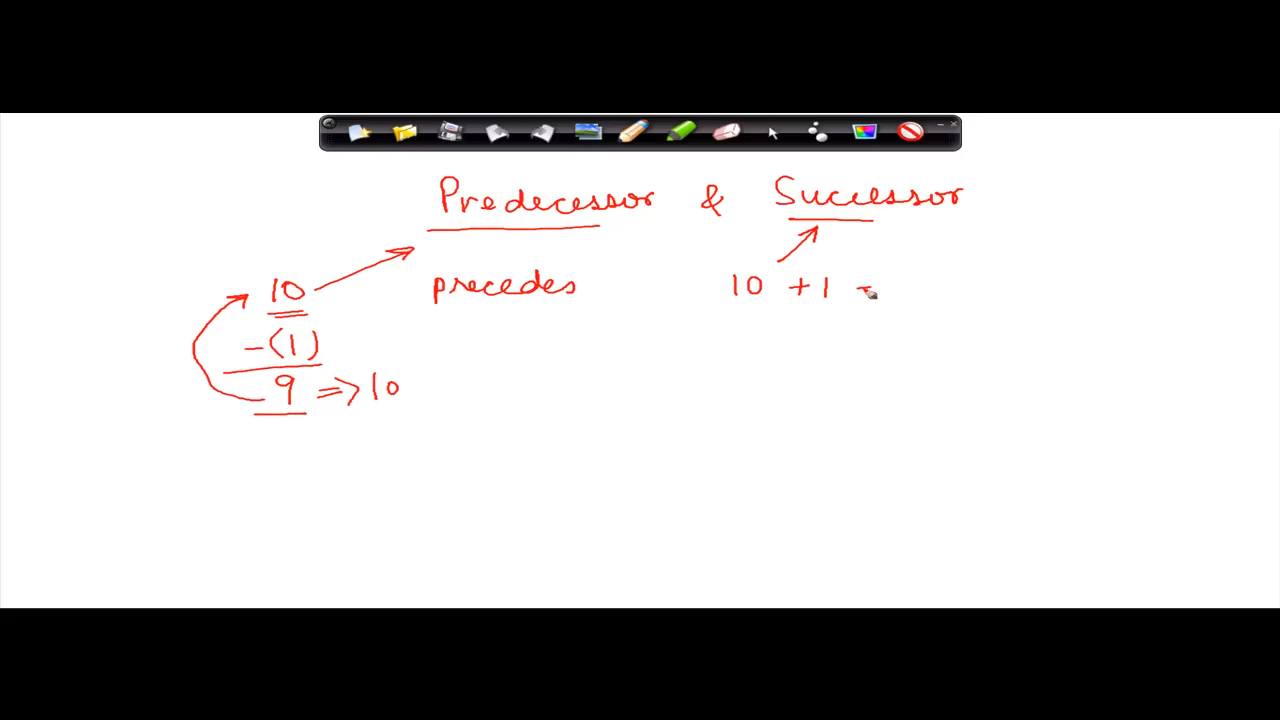 Predecessor & Successor
10 precedes 10 + 1
-(1)
9 => 10